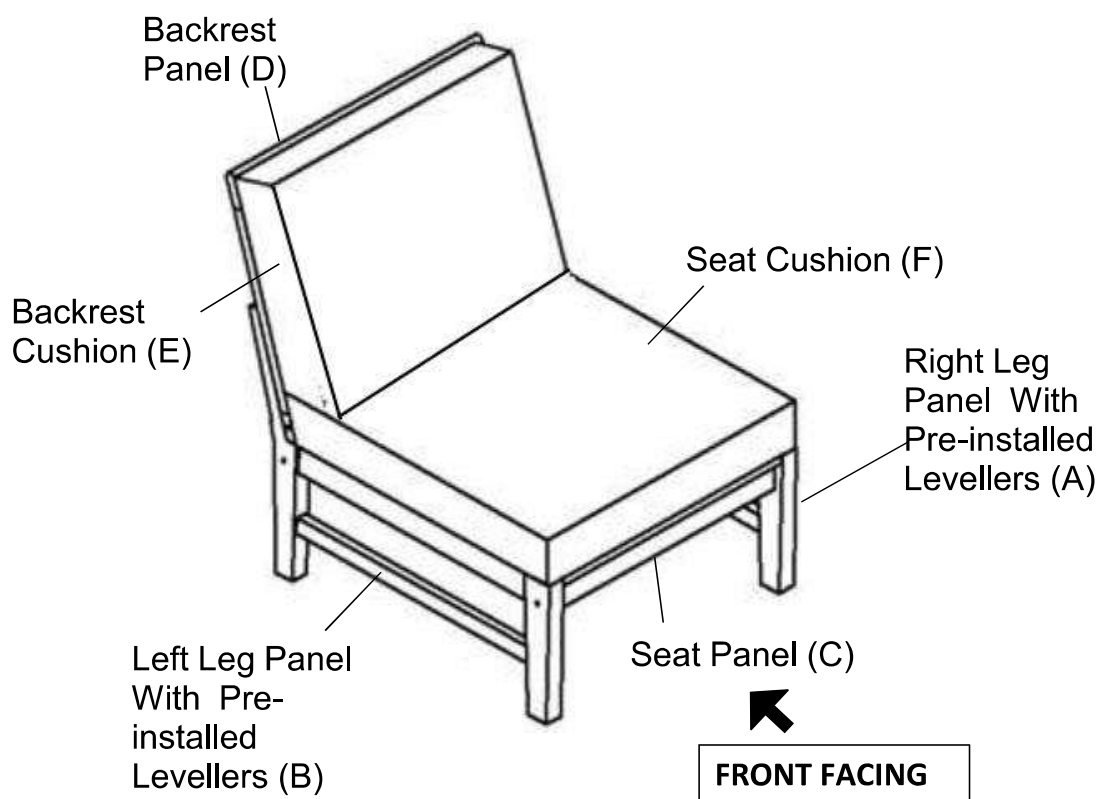 Backrest
Panel (D)
Seat Cushion (F)
Backrest
Cushion (E)
Right Leg
Panel With
Pre-installed
Levellers (A)
Left Leg Panel
With Pre-
installed
Levellers (B)
Seat Panel (C)
FRONT FACING